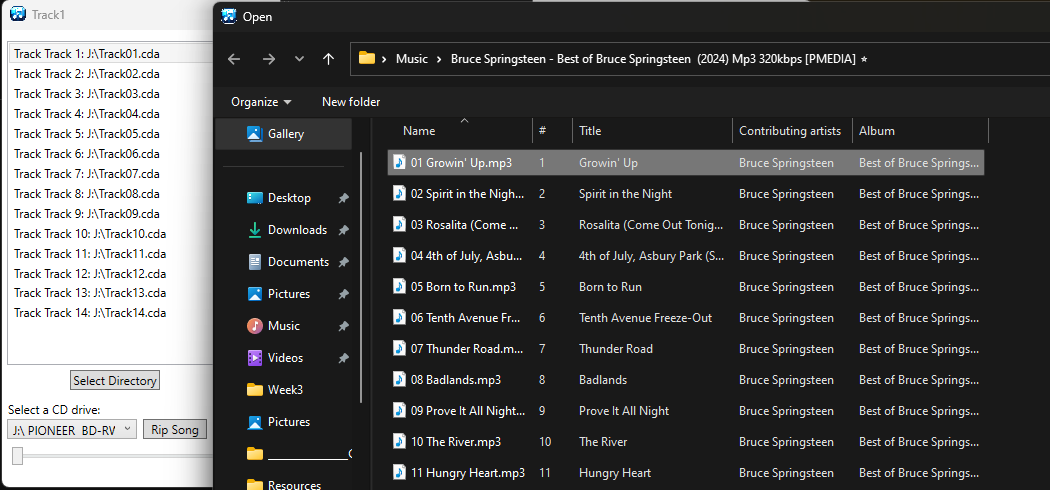 Track1
Track Track 1: J:\Track01.cda
Track Track 2: J:\Track02.cda
Track Track 3: J:\Track03.cda
Track Track 4: J:\Track04.cda
Track Track 5: J:\Track05.cda
Track Track 6: J:\Track06.cda
Track Track 7: J:\Track07.cda
Track Track 8: J:\Track08.cda
Track Track 9: J:\Track09.cda
Track Track 10: J:\Track10.cda
Track Track 11: J:\Track11.cda
Track Track 12: J:\Track12.cda
Track Track 13: J:\Track13.cda
Track Track 14: J:\Track14.cda
Select Directory
Select a CD drive:
J:\ PIONEER BD-RV
Rip Song
Open
Music › Bruce Springsteen - Best of Bruce Springsteen (2024) Mp3 320kbps [PMEDIA] ⭑
Organize
New folder
Gallery
Desktop
Downloads
Documents
Pictures
Music
Videos
Week3
Pictures
Resources
Name # Title Contributing artists Album
01 Growin' Up.mp3 1 Growin' Up Bruce Springsteen Best of Bruce Springs...
02 Spirit in the Nigh... 2 Spirit in the Night Bruce Springsteen Best of Bruce Springs...
03 Rosalita (Come ... 3 Rosalita (Come Out Tonig... Bruce Springsteen Best of Bruce Springs...
04 4th of July, Asbu... 4 4th of July, Asbury Park (S... Bruce Springsteen Best of Bruce Springs...
05 Born to Run.mp3 5 Born to Run Bruce Springsteen Best of Bruce Springs...
06 Tenth Avenue Fr... 6 Tenth Avenue Freeze-Out Bruce Springsteen Best of Bruce Springs...
07 Thunder Road.m... 7 Thunder Road Bruce Springsteen Best of Bruce Springs...
08 Badlands.mp3 8 Badlands Bruce Springsteen Best of Bruce Springs...
09 Prove It All Night... 9 Prove It All Night Bruce Springsteen Best of Bruce Springs...
10 The River.mp3 10 The River Bruce Springsteen Best of Bruce Springs...
11 Hungry Heart.mp3 11 Hungry Heart Bruce Springsteen Best of Bruce Springs...